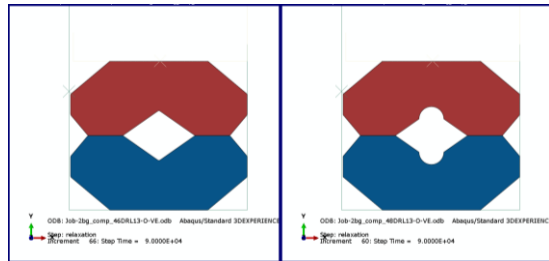 ODB: Job-2bg_comp_46DRL13-O-VE.odb Abaqus/Standard 3DEXPERIENCE
Y
Step: relaxation
Increment 66: Step Time = 9.0000E+04
ODB: Job-2bg_comp_48DRL13-O-VE.odb Abaqus/Standard 3DEXPERIENC
Y
Step: relaxation
Increment 60: Step Time = 9.0000E+04